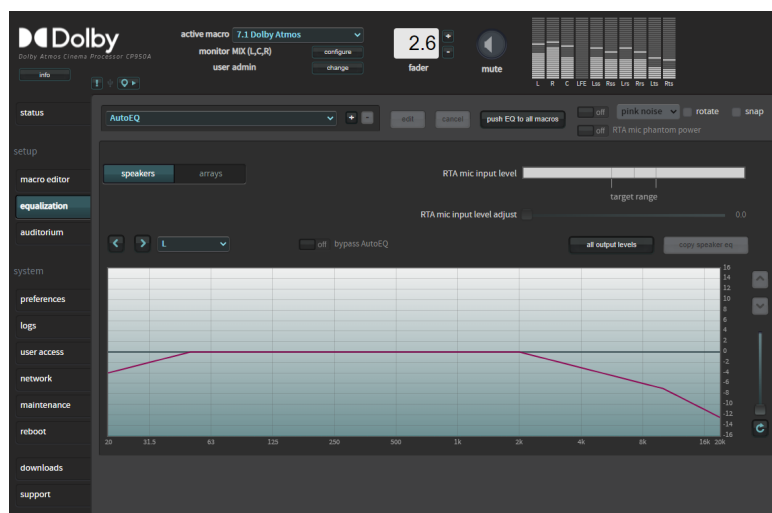 Dolby
Dolby Atmos Cinema Processor CP950A
info
active macro 7.1 Dolby Atmos
monitor MIX (L,C,R) configure
user admin change
2.6 + -
fader
mute
L R C LFE Lss Rss Lrs Rrs Lts Rts
status
setup
macro editor
equalization
auditorium
system
preferences
logs
user access
network
maintenance
reboot
downloads
support
AutoEQ + - edit cancel push EQ to all macros
off pink noise rotate snap
off RTA mic phantom power
speakers arrays
RTA mic input level
target range
RTA mic input level adjust 0.0
< > L off bypass AutoEQ all output levels copy speaker eq
16
14
12
10
8
6
4
2
0
-2
-4
-6
-8
-10
-12
-14
-16
20 31.5 63 125 250 500 1k 2k 4k 8k 16k 20k